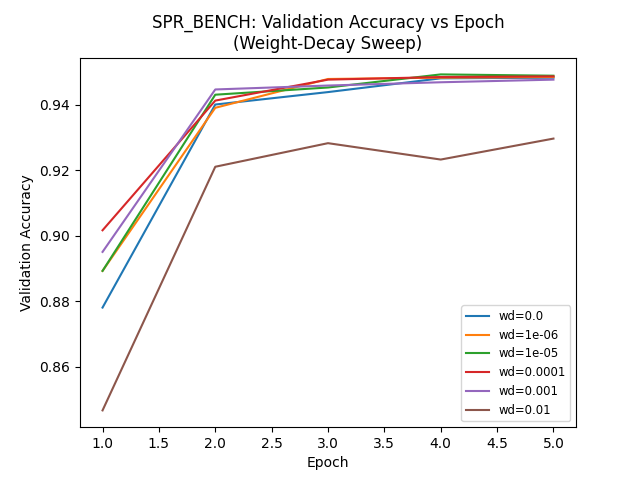 SPR_BENCH: Validation Accuracy vs Epoch
(Weight-Decay Sweep)
Validation Accuracy
0.94
0.92
0.90
0.88
0.86
wd=0.0
wd=1e-06
wd=1e-05
wd=0.0001
wd=0.001
wd=0.01
1.0 1.5 2.0 2.5 3.0 3.5 4.0 4.5 5.0
Epoch